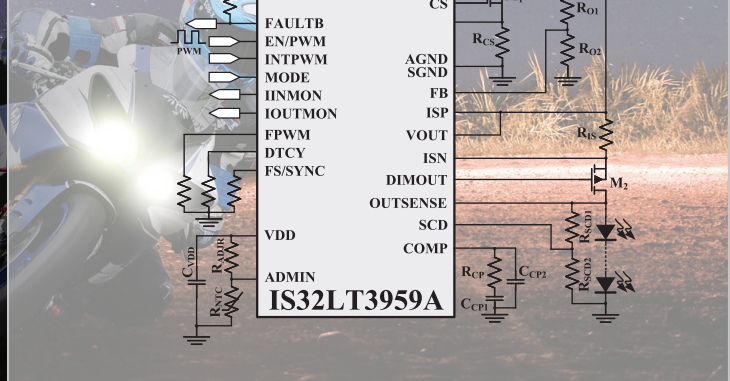 FAULTB
PWM
EN/PWM
INTPWM
MODE
IINMON
IOUTMON
FPWM
DTCY
FS/SYNC
VDD
CVDD
RADJR
ADMIN
RNTC
CS
RCS
AGND
SGND
FB
ISP
VOUT
ISN
DIMOUT
OUTSENSE
SCD
COMP
RO1
RO2
RIS
M2
RSCD1
RSCD2
RCP
CCP2
CCP1
IS32LT3959A